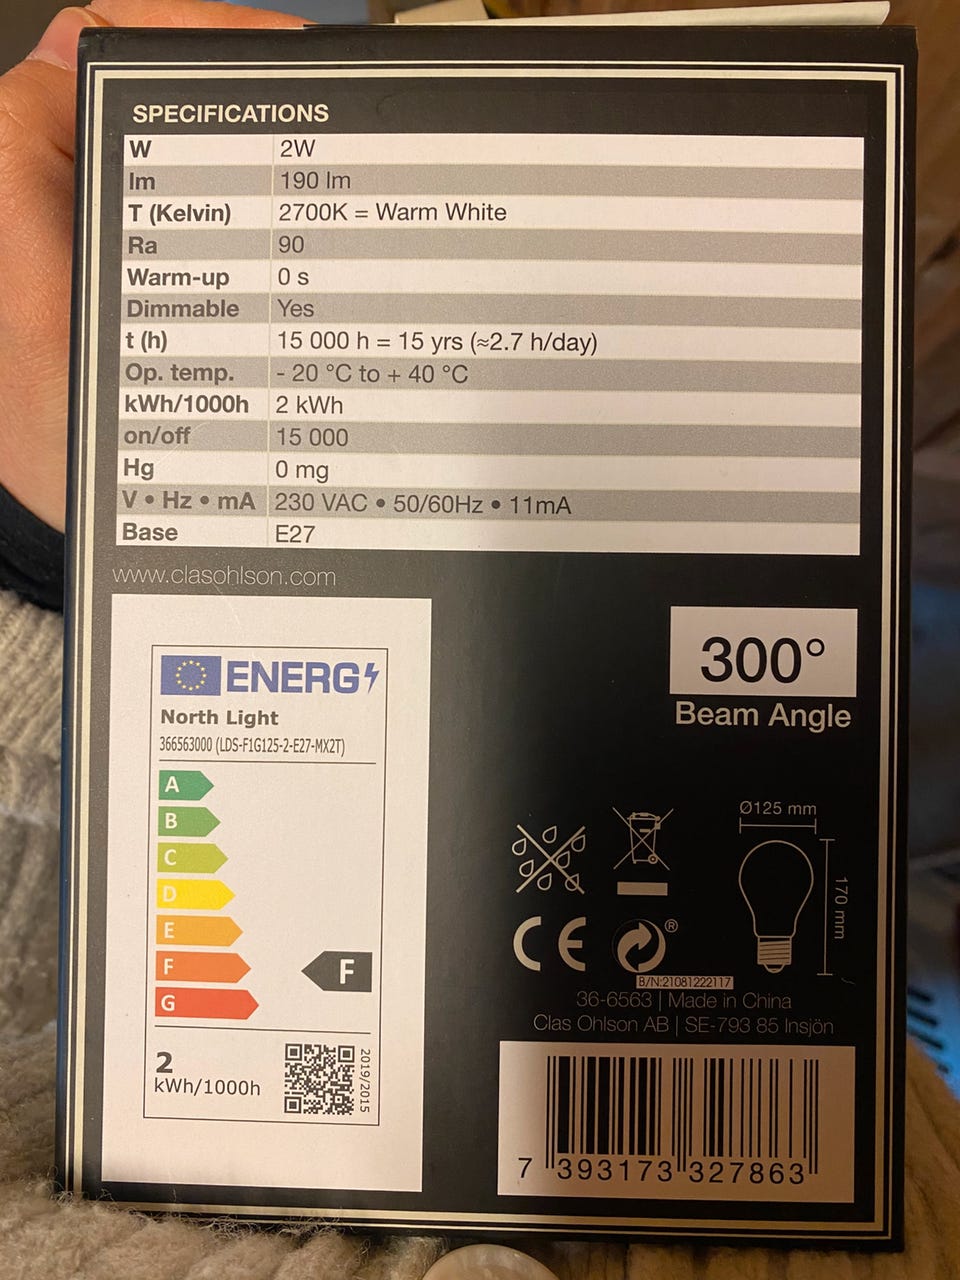 SPECIFICATIONS
W 2W
lm 190 lm
T (Kelvin) 2700K = Warm White
Ra 90
Warm-up 0 s
Dimmable Yes
t (h) 15 000 h = 15 yrs (≈2.7 h/day)
Op. temp. - 20 °C to + 40 °C
kWh/1000h 2 kWh
on/off 15 000
Hg 0 mg
V • Hz • mA 230 VAC • 50/60Hz • 11mA
Base E27
www.clasohlson.com
ENERG
North Light
366563000 (LDS-F1G125-2-E27-MX2T)
A
B
C
D
E
F
F
G
2
kWh/1000h
2019/2015
300°
Beam Angle
Ø125 mm
170 mm
CE
®
B/N:21081222117
36-6563 | Made in China
Clas Ohlson AB | SE-793 85 Insjön
7 393173 327863